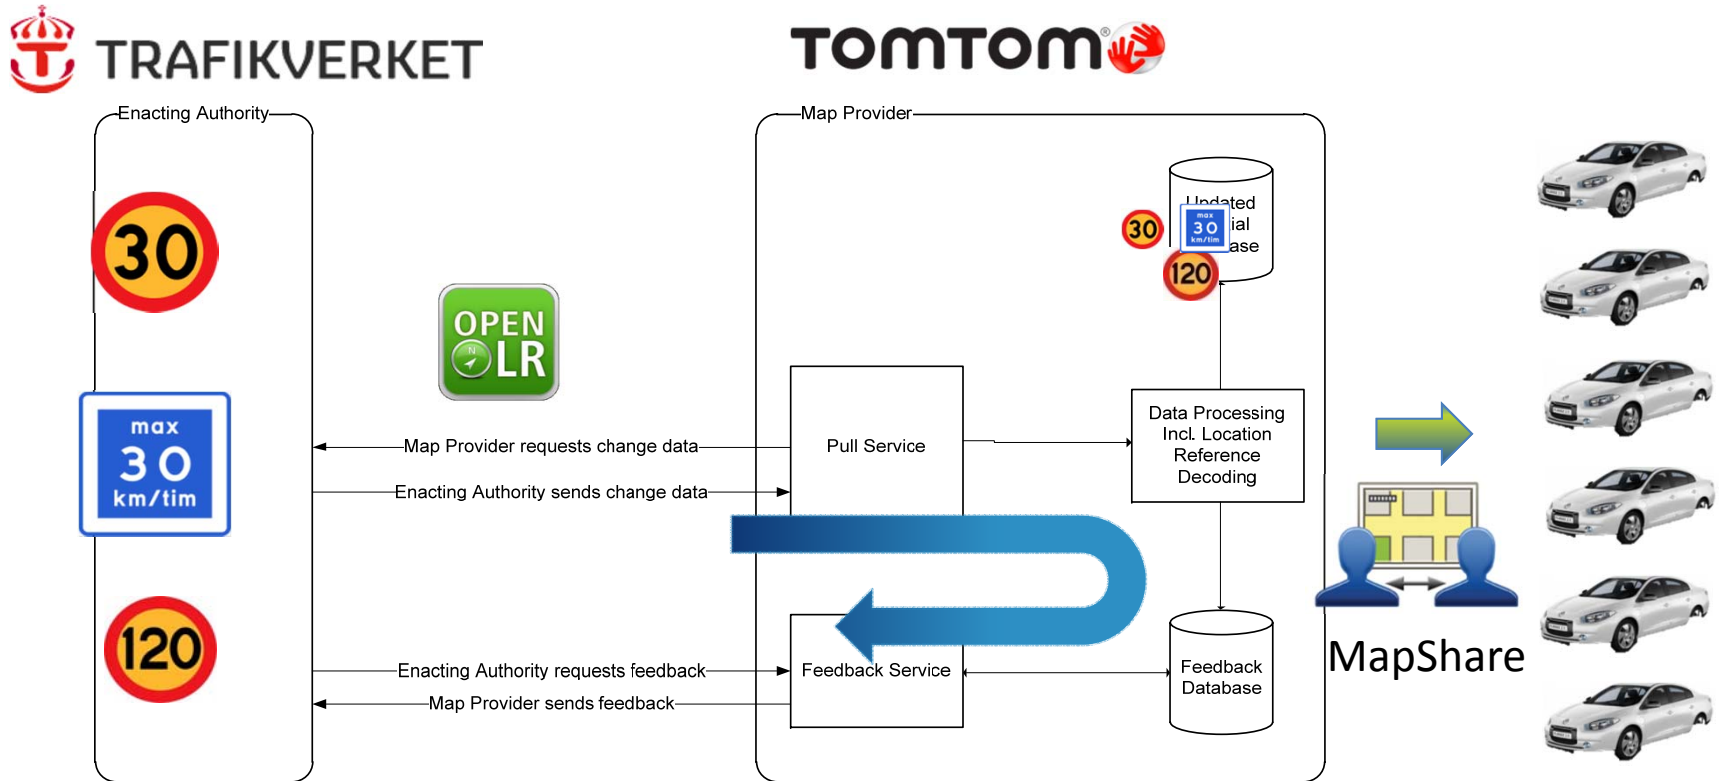 TRAFIKVERKET
TOMTOM®
Enacting Authority
Map Provider
30
max
30
km/tim
120
OPEN
N
LR
Map Provider requests change data
Enacting Authority sends change data
Enacting Authority requests feedback
Map Provider sends feedback
Pull Service
Feedback Service
Updated
30
max
30
km/tim
120
Data Processing
Incl. Location
Reference
Decoding
Feedback
Database
MapShare